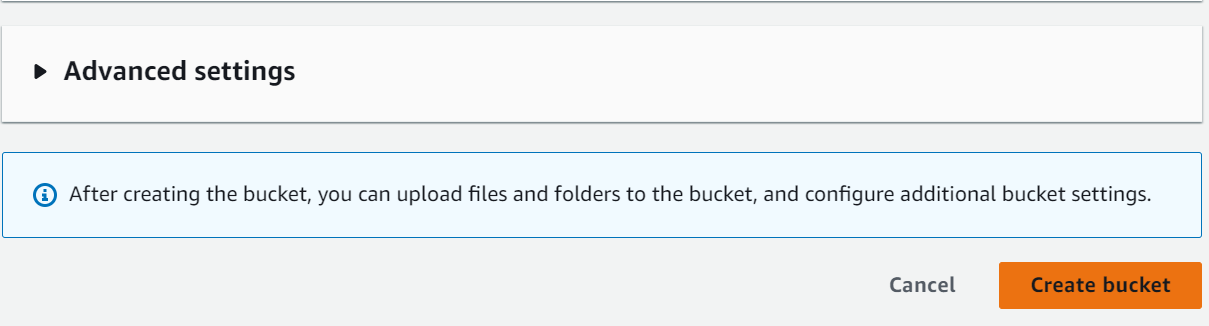 Advanced settings
After creating the bucket, you can upload files and folders to the bucket, and configure additional bucket settings.
Cancel
Create bucket